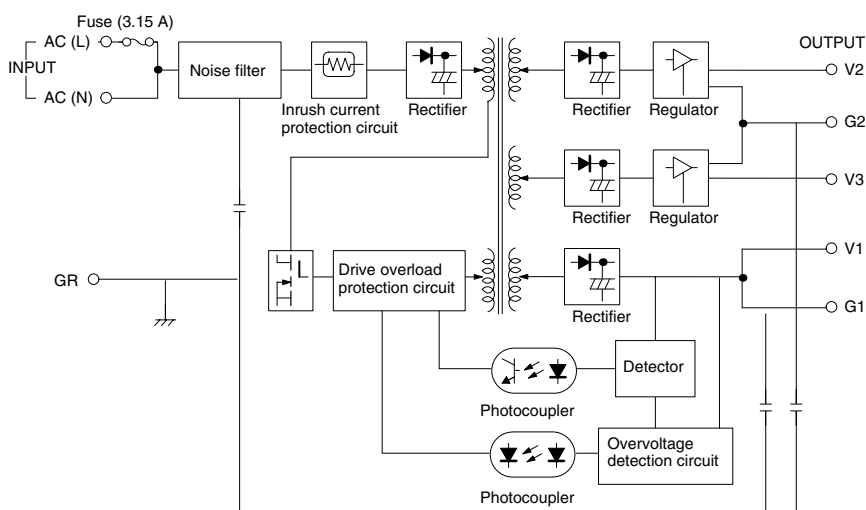 Fuse (3.15 A)
AC (L)
INPUT
AC (N)
Noise filter
Inrush current
protection circuit
Rectifier
Rectifier
Regulator
OUTPUT
V2
G2
Rectifier
Regulator
V3
GR
Drive overload
protection circuit
Rectifier
V1
G1
Photocoupler
Detector
Photocoupler
Overvoltage
detection circuit